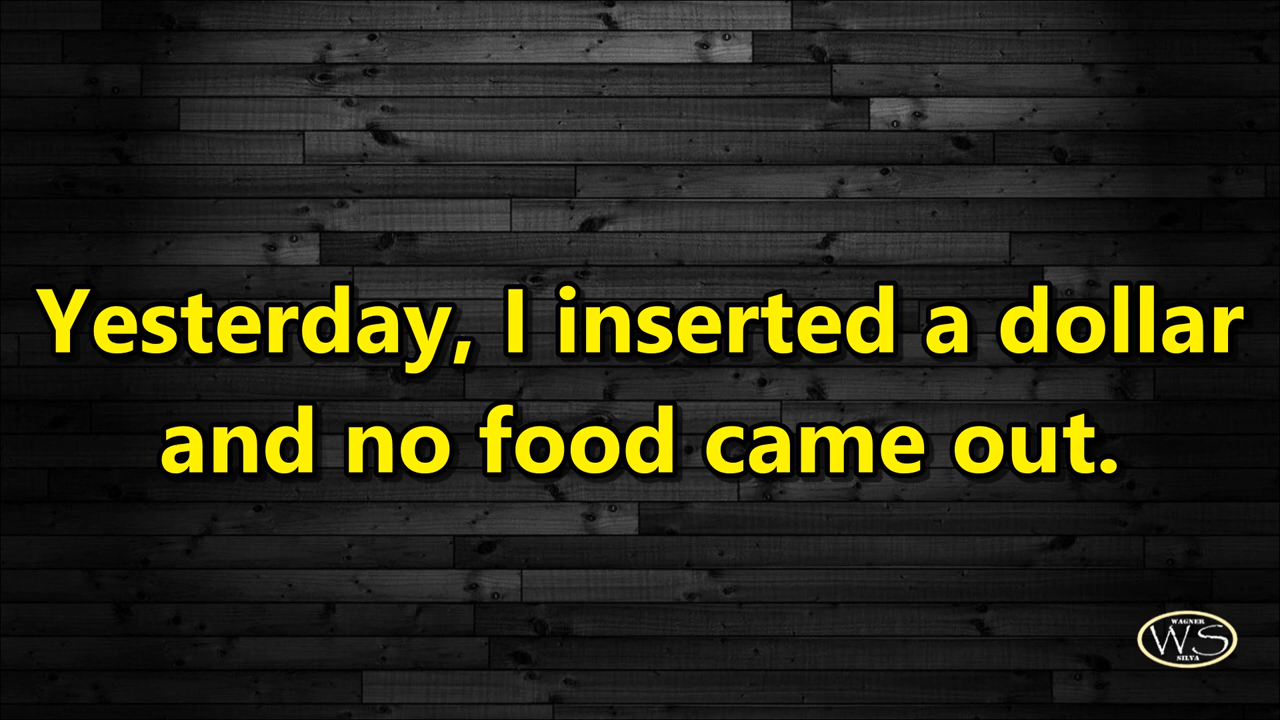 Yesterday, I inserted a dollar
and no food came out.
WAGNER
WS
SILVA